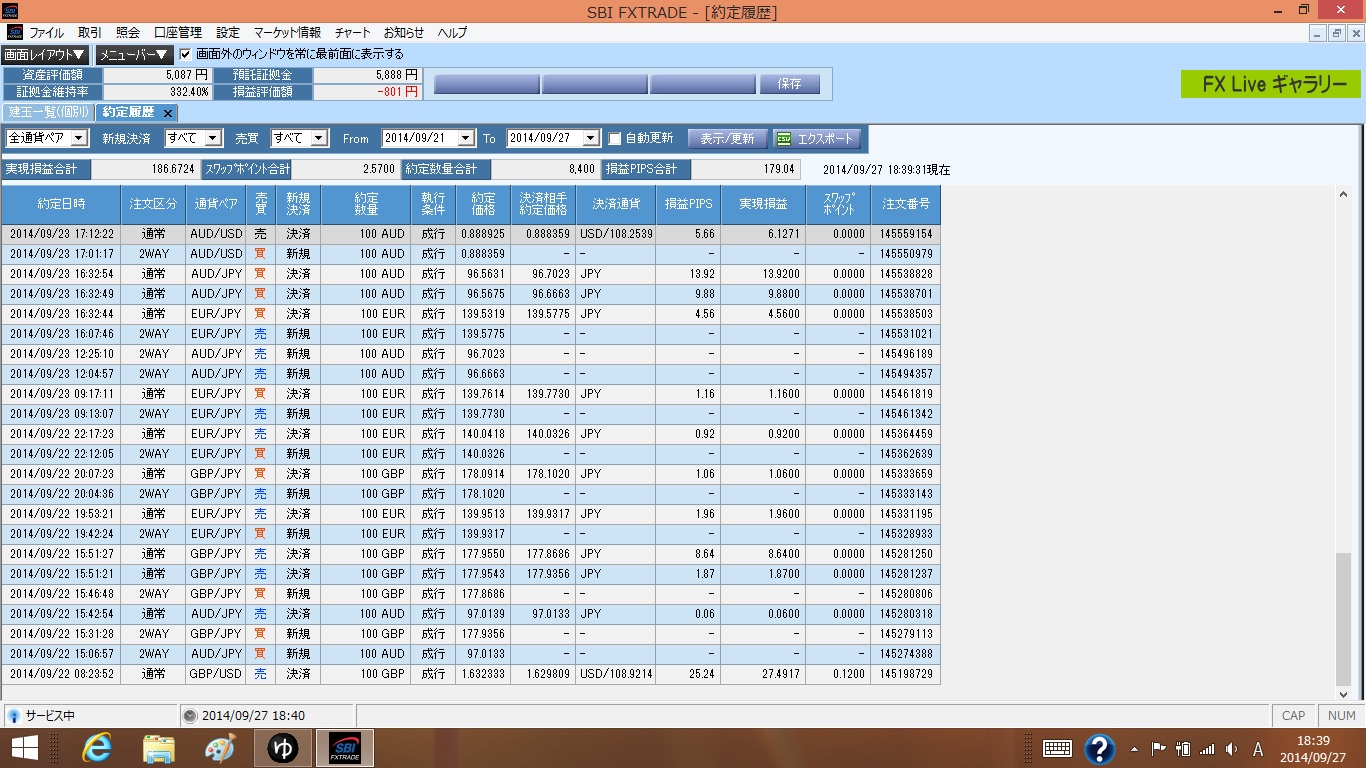 SBI FXTRADE - [約定履歴]
ファイル 取引 照会 口座管理 設定 マーケット情報 チャート お知らせ ヘルプ
画面レイアウト▼ メニューバー▼ 画面外のウィンドウを常に最前面に表示する
資産評価額 5,087 円 預託証拠金 5,888 円
証拠金維持率 332.40% 損益評価額 -801 円
保存
FX Live ギャラリー
建玉一覧(個別) 約定履歴 ×
全通貨ペア 新規決済 すべて 売買 すべて From 2014/09/21 To 2014/09/27 自動更新 表示/更新 CSV エクスポート
実現損益合計 186.6724 スワップポイント合計 2.5700 約定数量合計 8,400 損益PIPS合計 179.04 2014/09/27 18:39:31現在
約定日時 注文区分 通貨ペア 売買 新規決済 約定数量 執行条件 約定価格 決済相手約定価格 決済通貨 損益PIPS 実現損益 スワップポイント 注文番号
2014/09/23 17:12:22 通常 AUD/USD 売 決済 100 AUD 成行 0.888925 0.888359 USD/108.2539 5.66 6.1271 0.0000 145559154
2014/09/23 17:01:17 2WAY AUD/USD 買 新規 100 AUD 成行 0.888359 - - - - - 145550979
2014/09/23 16:32:54 通常 AUD/JPY 買 決済 100 AUD 成行 96.5631 96.7023 JPY 13.92 13.9200 0.0000 145538828
2014/09/23 16:32:49 通常 AUD/JPY 買 決済 100 AUD 成行 96.5675 96.6663 JPY 9.88 9.8800 0.0000 145538701
2014/09/23 16:32:44 通常 EUR/JPY 買 決済 100 EUR 成行 139.5319 139.5775 JPY 4.56 4.5600 0.0000 145538503
2014/09/23 16:07:46 2WAY EUR/JPY 売 新規 100 EUR 成行 139.5775 - - - - - 145531021
2014/09/23 12:25:10 2WAY AUD/JPY 売 新規 100 AUD 成行 96.7023 - - - - - 145496189
2014/09/23 12:04:57 2WAY AUD/JPY 売 新規 100 AUD 成行 96.6663 - - - - - 145494357
2014/09/23 09:17:11 通常 EUR/JPY 買 決済 100 EUR 成行 139.7614 139.7730 JPY 1.16 1.1600 0.0000 145461819
2014/09/23 09:13:07 2WAY EUR/JPY 売 新規 100 EUR 成行 139.7730 - - - - - 145461342
2014/09/22 22:17:23 通常 EUR/JPY 売 決済 100 EUR 成行 140.0418 140.0326 JPY 0.92 0.9200 0.0000 145364459
2014/09/22 22:12:05 2WAY EUR/JPY 買 新規 100 EUR 成行 140.0326 - - - - - 145362639
2014/09/22 20:07:23 通常 GBP/JPY 買 決済 100 GBP 成行 178.0914 178.1020 JPY 1.06 1.0600 0.0000 145333659
2014/09/22 20:04:36 2WAY GBP/JPY 売 新規 100 GBP 成行 178.1020 - - - - - 145333143
2014/09/22 19:53:21 通常 EUR/JPY 売 決済 100 EUR 成行 139.9513 139.9317 JPY 1.96 1.9600 0.0000 145331195
2014/09/22 19:42:24 2WAY EUR/JPY 買 新規 100 EUR 成行 139.9317 - - - - - 145328933
2014/09/22 15:51:27 通常 GBP/JPY 売 決済 100 GBP 成行 177.9550 177.8686 JPY 8.64 8.6400 0.0000 145281250
2014/09/22 15:51:21 通常 GBP/JPY 売 決済 100 GBP 成行 177.9543 177.9356 JPY 1.87 1.8700 0.0000 145281237
2014/09/22 15:46:48 2WAY GBP/JPY 買 新規 100 GBP 成行 177.8686 - - - - - 145280806
2014/09/22 15:42:54 通常 AUD/JPY 売 決済 100 AUD 成行 97.0139 97.0133 JPY 0.06 0.0600 0.0000 145280318
2014/09/22 15:31:28 2WAY GBP/JPY 買 新規 100 GBP 成行 177.9356 - - - - - 145279113
2014/09/22 15:06:57 2WAY AUD/JPY 買 新規 100 AUD 成行 97.0133 - - - - - 145274388
2014/09/22 08:23:52 通常 GBP/USD 売 決済 100 GBP 成行 1.632333 1.629809 USD/108.9214 25.24 27.4917 0.1200 145198729
サービス中 2014/09/27 18:40 CAP NUM
ゆ SBI FXTRADE A 18:39
2014/09/27